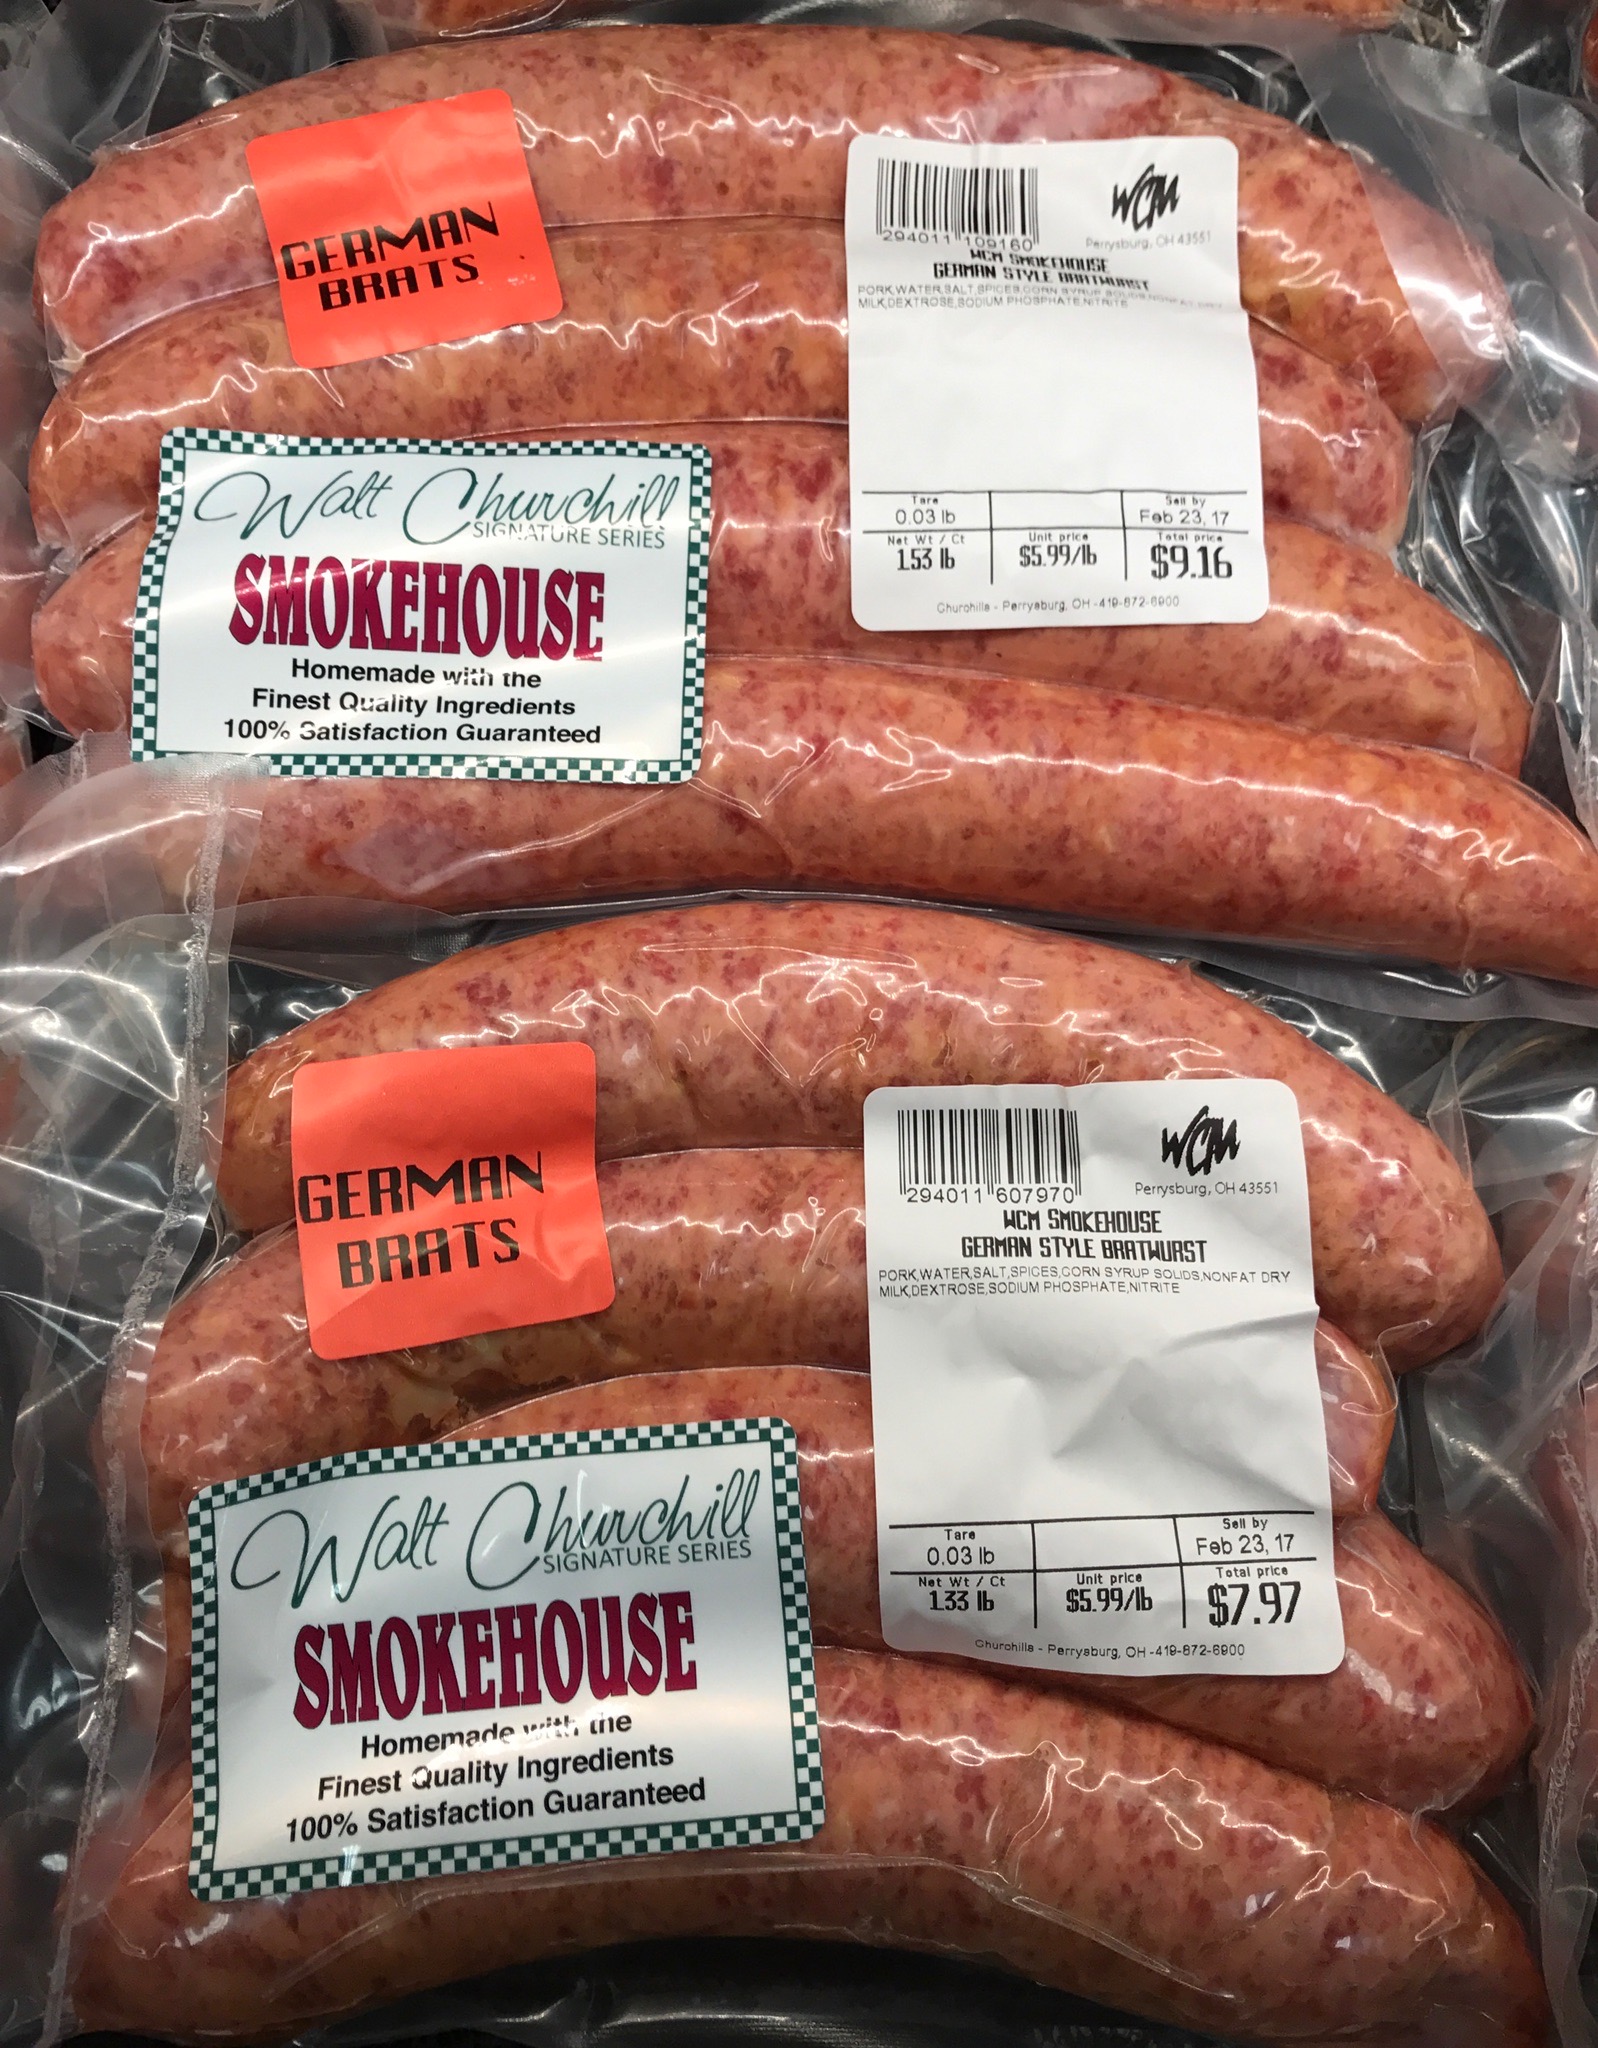 GERMAN
BRATS
294011 109160
WCM
Perrysburg, OH 43551
WCM SMOKEHOUSE
GERMAN STYLE BRATWURST
PORK,WATER,SALT,SPICES,CORN SYRUP SOLIDS,NONFAT DRY
MILK,DEXTROSE,SODIUM PHOSPHATE,NITRITE
Tare
0.03 lb
Sell by
Feb 23, 17
Net Wt / Ct
1.53 lb
Unit price
$5.99/lb
Total price
$9.16
Churchills - Perrysburg, OH -419-872-6900
Walt Churchill
SIGNATURE SERIES
SMOKEHOUSE
Homemade with the
Finest Quality Ingredients
100% Satisfaction Guaranteed
GERMAN
BRATS
294011 607970
WCM
Perrysburg, OH 43551
WCM SMOKEHOUSE
GERMAN STYLE BRATWURST
PORK,WATER,SALT,SPICES,CORN SYRUP SOLIDS,NONFAT DRY
MILK,DEXTROSE,SODIUM PHOSPHATE,NITRITE
Tare
0.03 lb
Sell by
Feb 23, 17
Net Wt / Ct
1.33 lb
Unit price
$5.99/lb
Total price
$7.97
Churchills - Perrysburg, OH -419-872-6900
Walt Churchill
SIGNATURE SERIES
SMOKEHOUSE
Homemade with the
Finest Quality Ingredients
100% Satisfaction Guaranteed